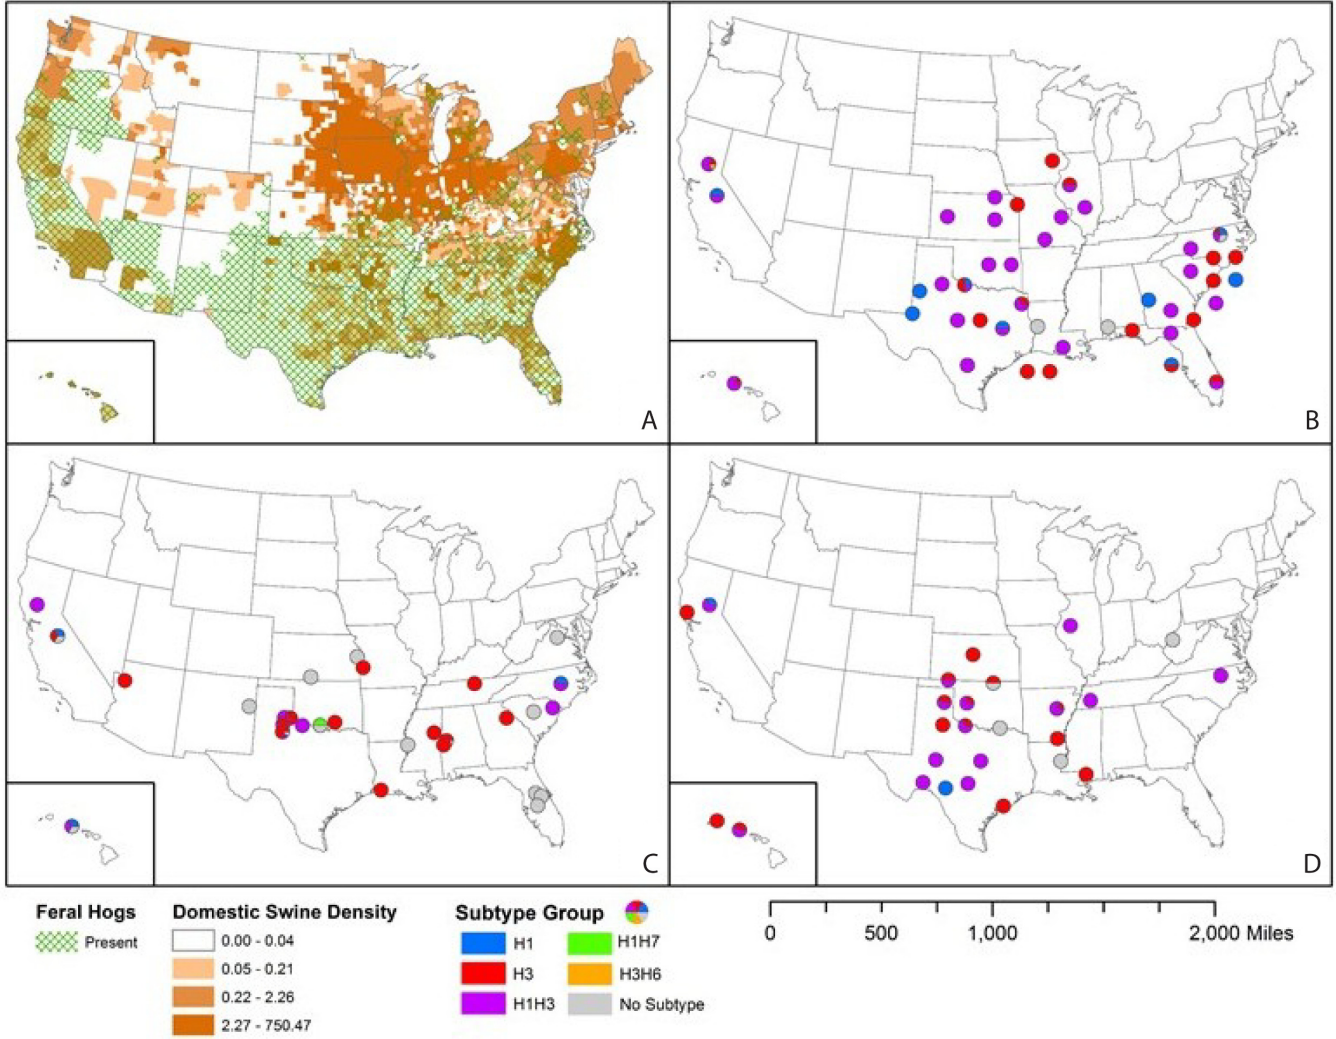 A
B
C
D
Feral Hogs
Present
Domestic Swine Density
0.00 - 0.04
0.05 - 0.21
0.22 - 2.26
2.27 - 750.47
Subtype Group
H1
H3
H1H3
H1H7
H3H6
No Subtype
0 500 1,000 2,000 Miles